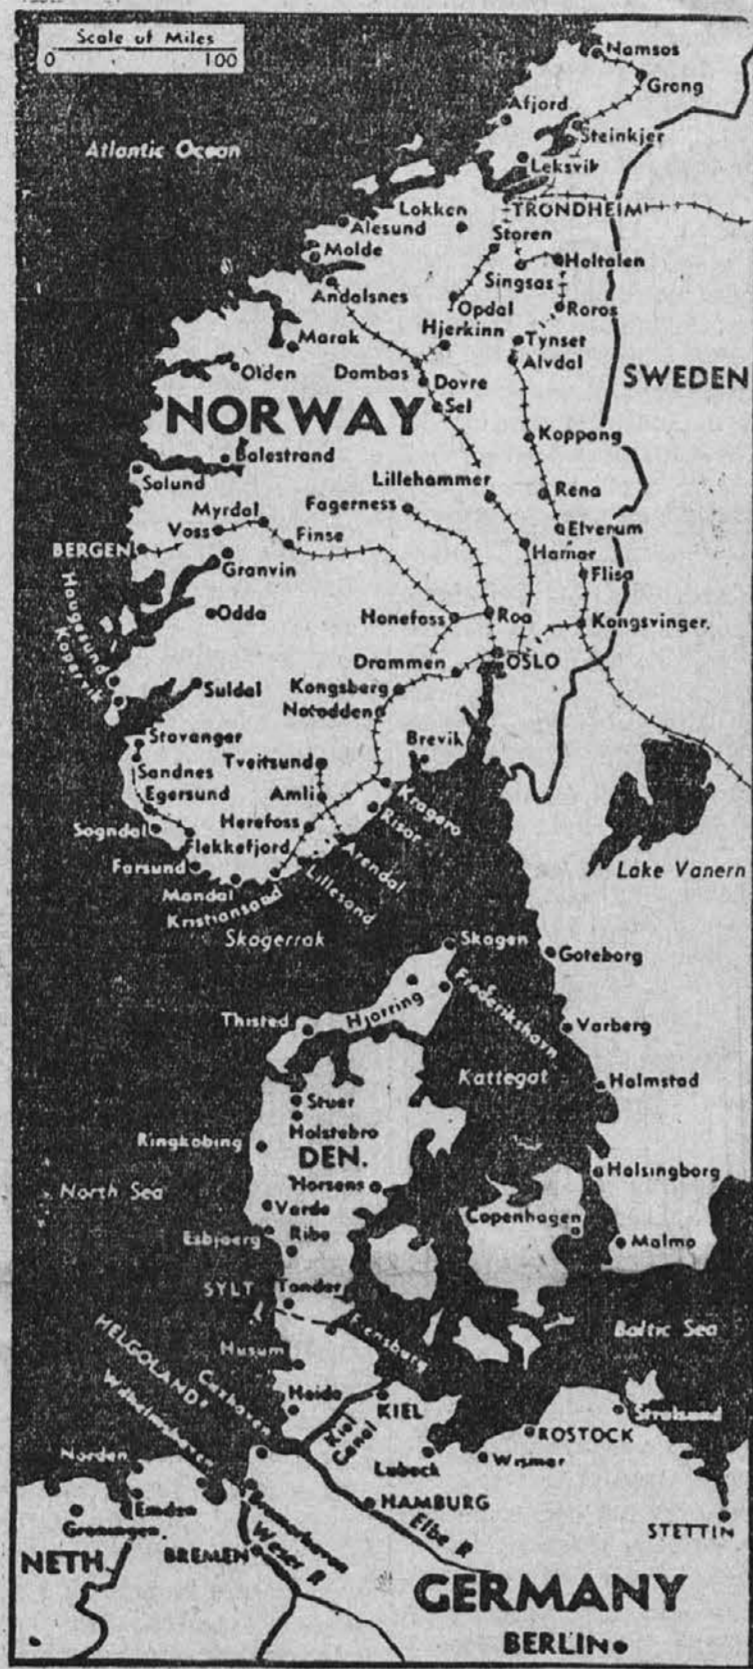 Scale of Miles
0 100
Namsos
Grong
Afjord
Steinkjer
Atlantic Ocean
Leksvik
Lokken
TRONDHEIM
Alesund
Storen
Molde
Holtalen
Singsas
Andalsnes
Opdal
Roros
Hjerkinn
Marak
Tynset
Alvdal
Olden
Dombas
Dovre
SWEDEN
Sel
NORWAY
Koppang
Balestrand
Solund
Lillehammer
Rena
Fagerness
Myrdal
Voss
Finse
Elverum
BERGEN
Hamar
Granvin
Flisa
Haugesund
Kopervik
Odda
Honefoss
Roa
Kongsvinger.
Drammen
OSLO
Suldal
Kongsberg
Notodden
Stavanger
Brevik
Sandnes
Tveitsund
Egersund
Amli
Kragero
Risor
Sogndal
Herefoss
Flekkefjord
Arendal
Farsund
Lillesand
Lake Vanern
Mandal
Kristiansand
Skagerrak
Skagen
Goteborg
Frederikshavn
Hjorring
Thisted
Varberg
Kattegat
Halmstad
Stuer
Holstebro
Ringkobing
DEN.
Halsingborg
North Sea
Horsens
Varde
Copenhagen
Esbjoerg
Ribe
Malmo
SYLT
Tonder
Flensburg
Baltic Sea
HELGOLAND
Husum
Cuxhaven
Heide
KIEL
Wilhelmshaven
Kiel
Canal
Stralsund
ROSTOCK
Norden
Lubeck
Wismar
Emden
HAMBURG
Groningen.
Bremerhaven
Elbe R
STETTIN
NETH.
BREMEN
Weser R
GERMANY
BERLIN